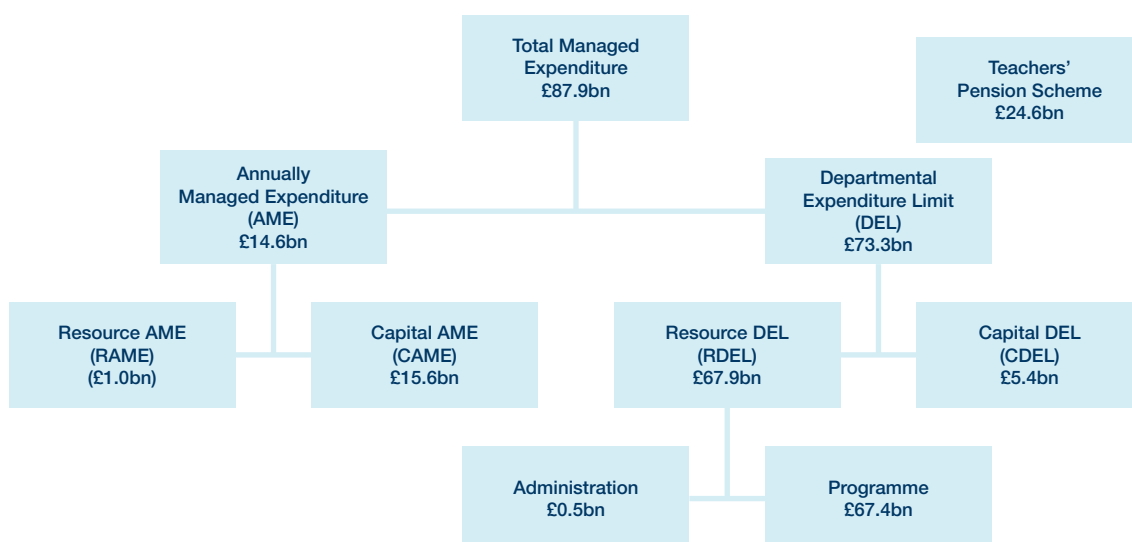 Total Managed
Expenditure
£87.9bn
Teachers’
Pension Scheme
£24.6bn
Annually
Managed Expenditure
(AME)
£14.6bn
Departmental
Expenditure Limit
(DEL)
£73.3bn
Resource AME
(RAME)
(£1.0bn)
Capital AME
(CAME)
£15.6bn
Resource DEL
(RDEL)
£67.9bn
Capital DEL
(CDEL)
£5.4bn
Administration
£0.5bn
Programme
£67.4bn